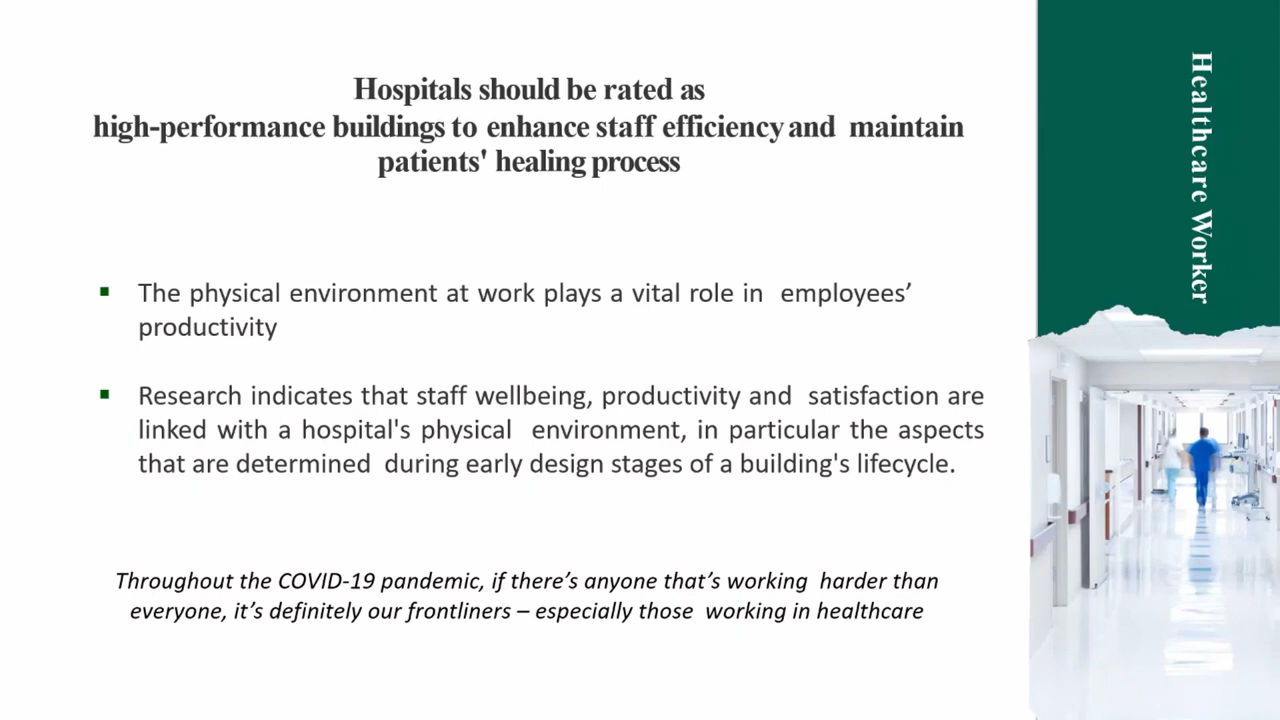 Hospitals should be rated as
high-performance buildings to enhance staff efficiency and maintain
patients' healing process
The physical environment at work plays a vital role in employees’
productivity
Research indicates that staff wellbeing, productivity and satisfaction are
linked with a hospital's physical environment, in particular the aspects
that are determined during early design stages of a building's lifecycle.
Throughout the COVID-19 pandemic, if there’s anyone that’s working harder than
everyone, it’s definitely our frontliners – especially those working in healthcare
Healthcare Worker